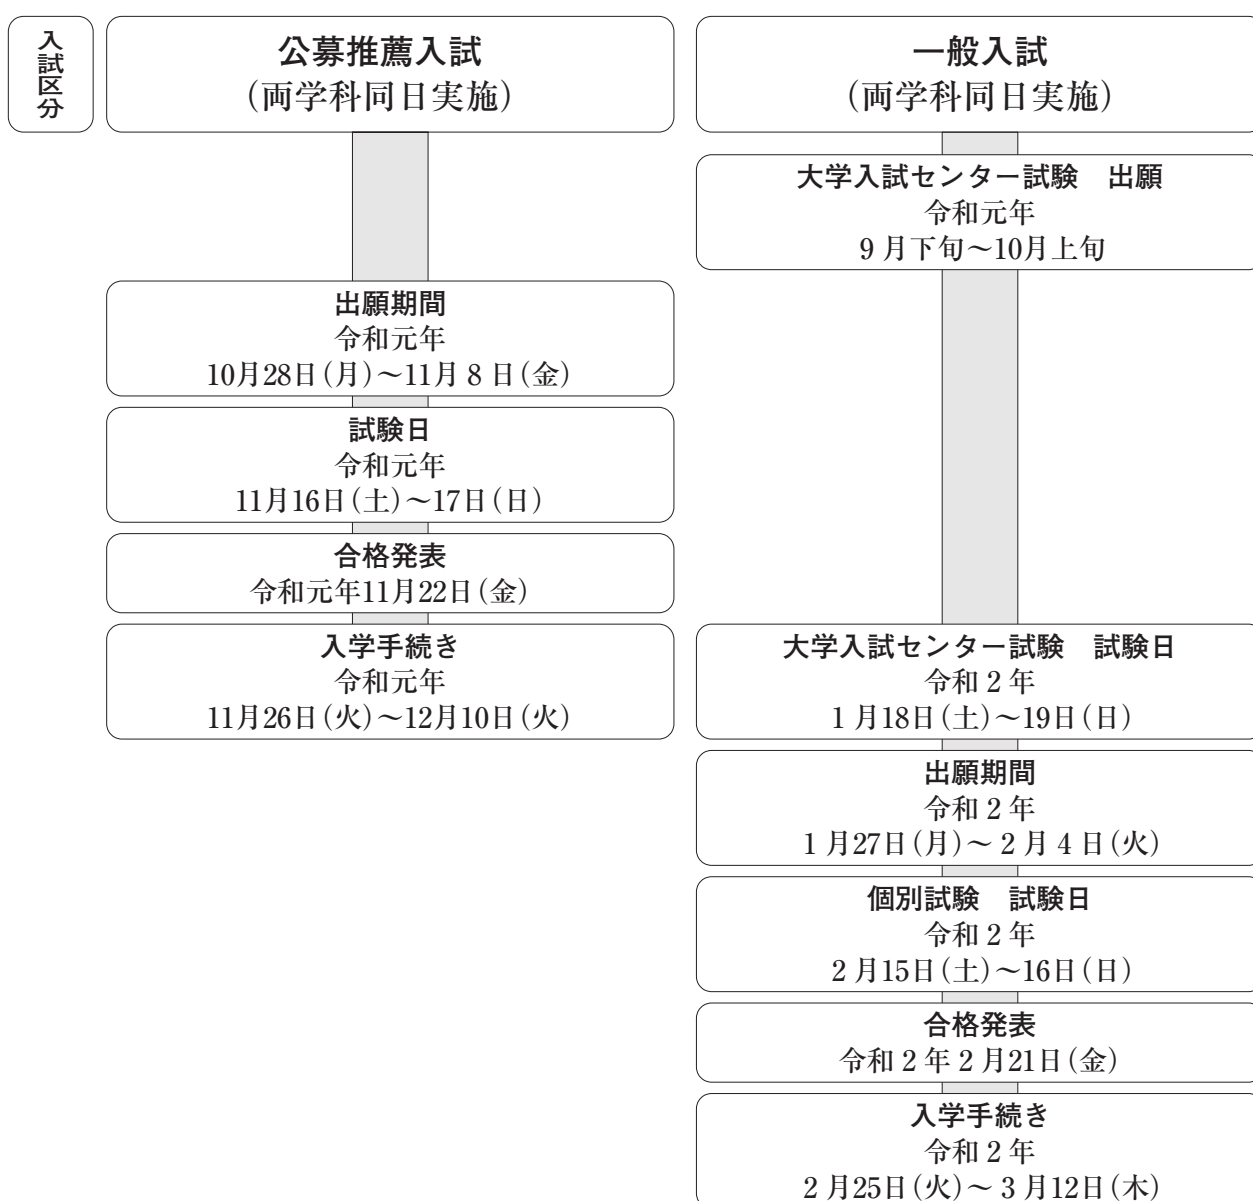 入試区分
公募推薦入試
(両学科同日実施)
出願期間
令和元年
10月28日(月)～11月8日(金)
試験日
令和元年
11月16日(土)～17日(日)
合格発表
令和元年11月22日(金)
入学手続き
令和元年
11月26日(火)～12月10日(火)
一般入試
(両学科同日実施)
大学入試センター試験　出願
令和元年
9月下旬～10月上旬
大学入試センター試験　試験日
令和2年
1月18日(土)～19日(日)
出願期間
令和2年
1月27日(月)～2月4日(火)
個別試験　試験日
令和2年
2月15日(土)～16日(日)
合格発表
令和2年2月21日(金)
入学手続き
令和2年
2月25日(火)～3月12日(木)